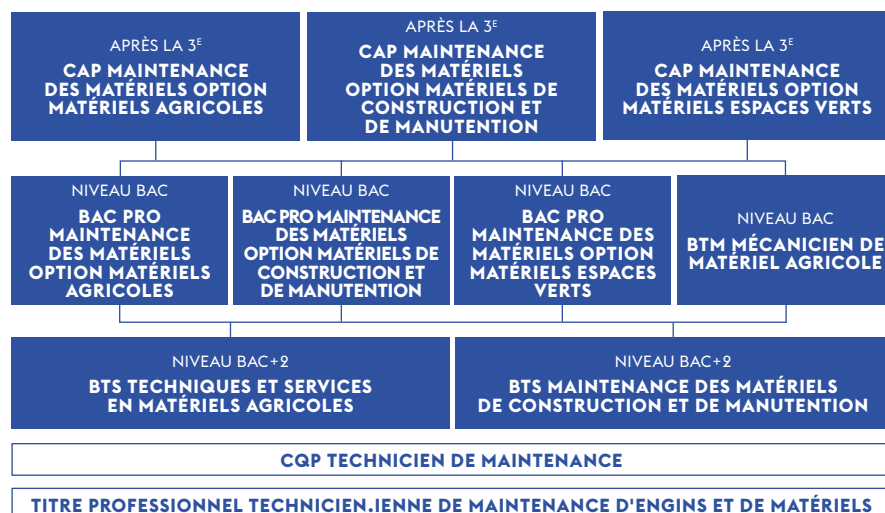 APRÈS LA 3E
CAP MAINTENANCE
DES MATÉRIELS OPTION
MATÉRIELS AGRICOLES
APRÈS LA 3E
CAP MAINTENANCE
DES MATÉRIELS
OPTION MATÉRIELS DE
CONSTRUCTION ET
DE MANUTENTION
APRÈS LA 3E
CAP MAINTENANCE
DES MATÉRIELS OPTION
MATÉRIELS ESPACES VERTS
NIVEAU BAC
BAC PRO
MAINTENANCE
DES MATÉRIELS
OPTION MATÉRIELS
AGRICOLES
NIVEAU BAC
BAC PRO MAINTENANCE
DES MATÉRIELS
OPTION MATÉRIELS DE
CONSTRUCTION ET
DE MANUTENTION
NIVEAU BAC
BAC PRO
MAINTENANCE DES
MATÉRIELS OPTION
MATÉRIELS ESPACES
VERTS
NIVEAU BAC
BTM MÉCANICIEN DE
MATÉRIEL AGRICOLE
NIVEAU BAC+2
BTS TECHNIQUES ET SERVICES
EN MATÉRIELS AGRICOLES
NIVEAU BAC+2
BTS MAINTENANCE DES MATÉRIELS
DE CONSTRUCTION ET DE MANUTENTION
CQP TECHNICIEN DE MAINTENANCE
TITRE PROFESSIONNEL TECHNICIEN.IENNE DE MAINTENANCE D'ENGINS ET DE MATÉRIELS